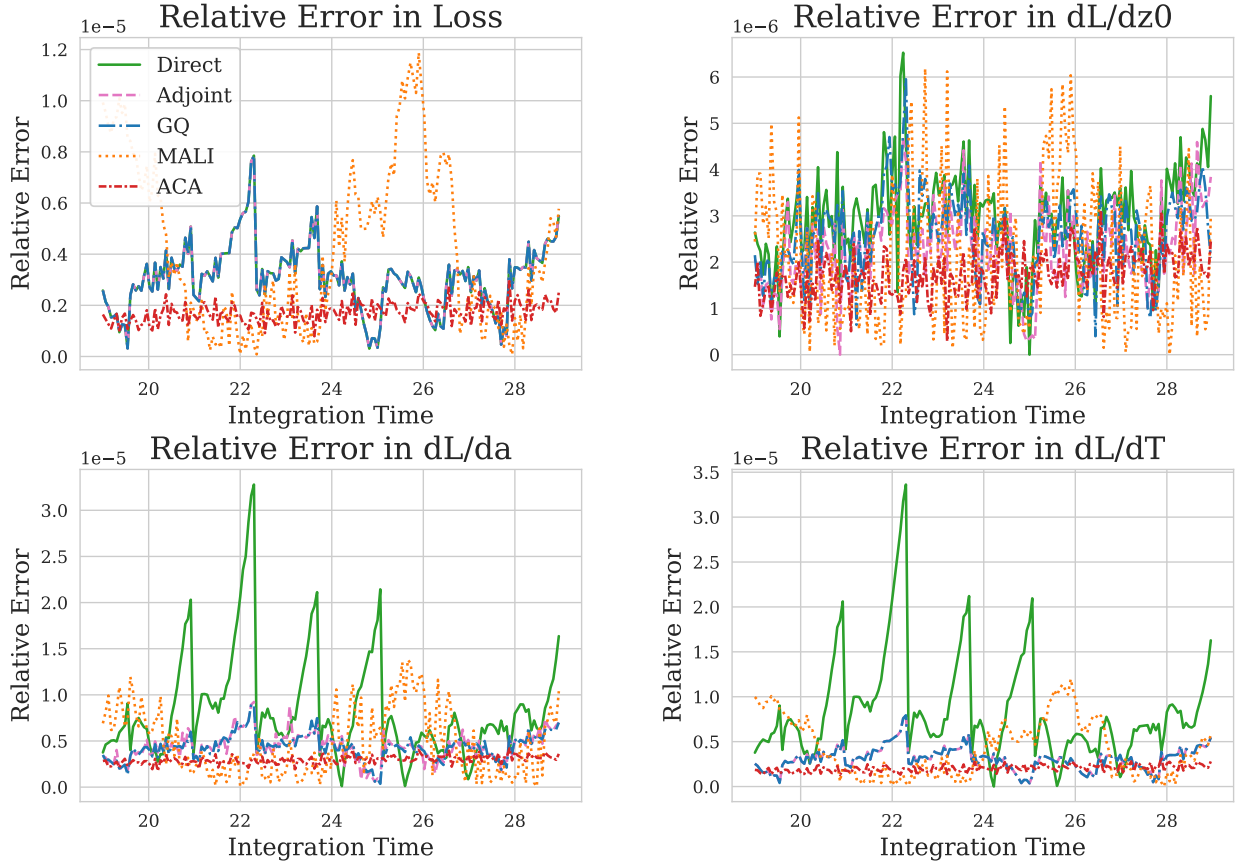 Relative Error in Loss
1e−5
Relative Error
1.2
1.0
0.8
0.6
0.4
0.2
0.0
Direct
Adjoint
GQ
MALI
ACA
20 22 24 26 28
Integration Time
Relative Error in dL/dz0
1e−6
Relative Error
6
5
4
3
2
1
0
20 22 24 26 28
Integration Time
Relative Error in dL/da
1e−5
Relative Error
3.0
2.5
2.0
1.5
1.0
0.5
0.0
20 22 24 26 28
Integration Time
Relative Error in dL/dT
1e−5
Relative Error
3.5
3.0
2.5
2.0
1.5
1.0
0.5
0.0
20 22 24 26 28
Integration Time